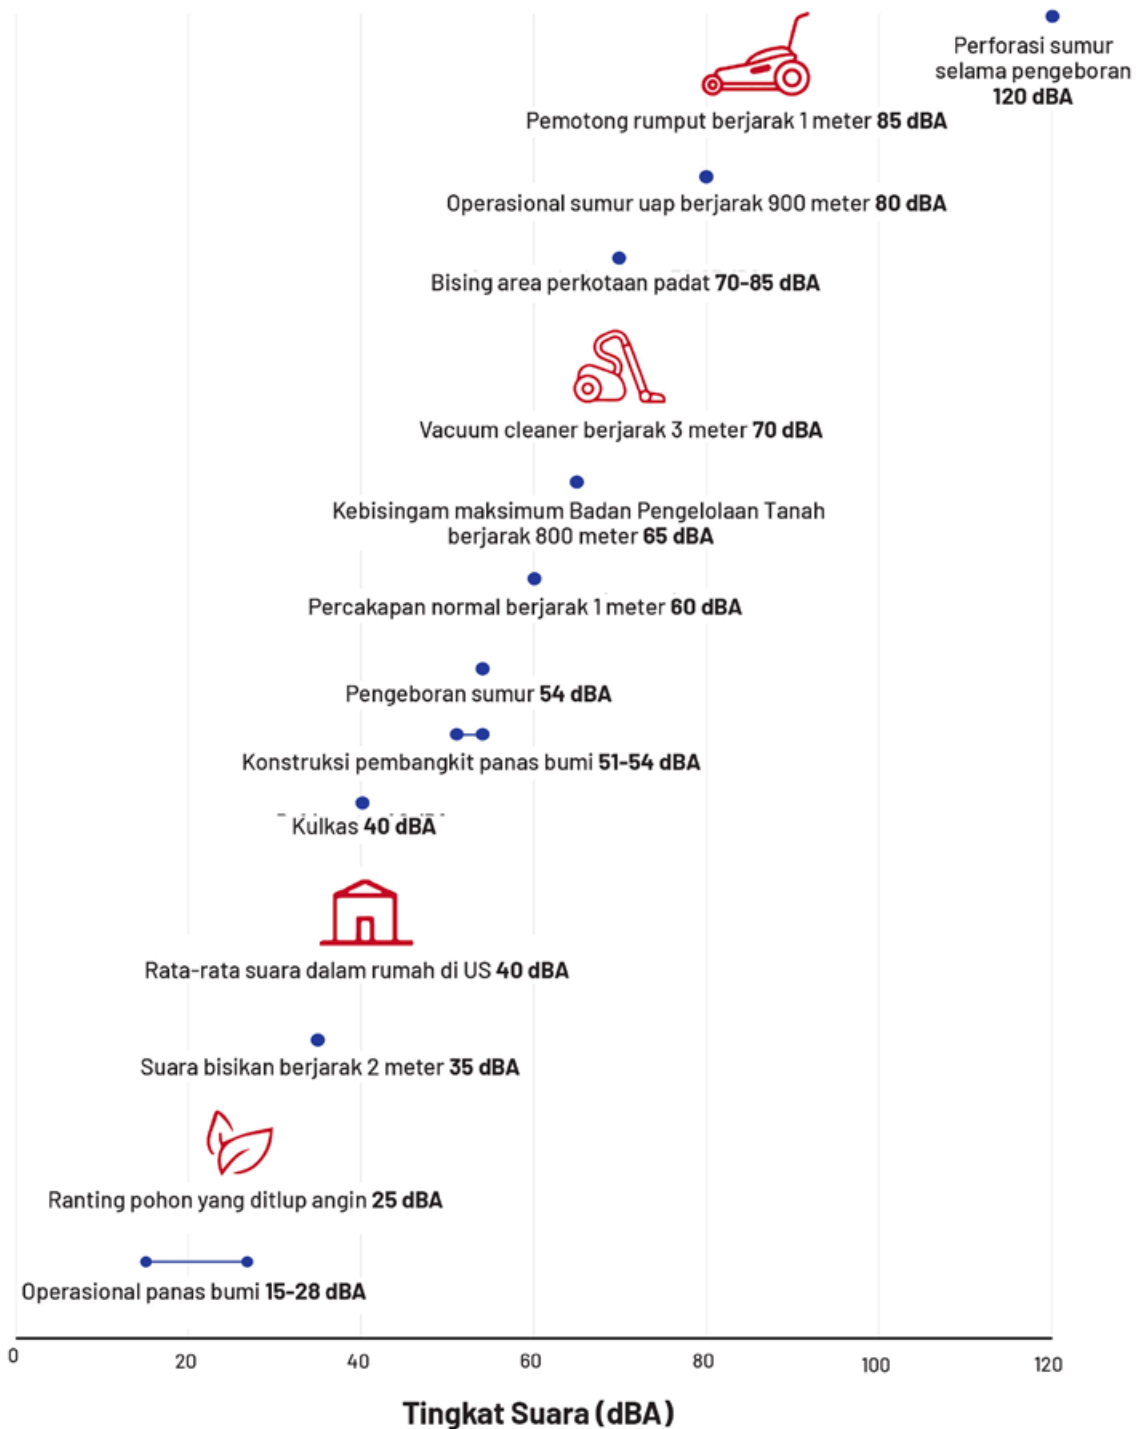 Perforasi sumur
selama pengeboran
120 dBA
Pemotong rumput berjarak 1 meter 85 dBA
Operasional sumur uap berjarak 900 meter 80 dBA
Bising area perkotaan padat 70-85 dBA
Vacuum cleaner berjarak 3 meter 70 dBA
Kebisingam maksimum Badan Pengelolaan Tanah
berjarak 800 meter 65 dBA
Percakapan normal berjarak 1 meter 60 dBA
Pengeboran sumur 54 dBA
Konstruksi pembangkit panas bumi 51-54 dBA
Kulkas 40 dBA
Rata-rata suara dalam rumah di US 40 dBA
Suara bisikan berjarak 2 meter 35 dBA
Ranting pohon yang ditlup angin 25 dBA
Operasional panas bumi 15-28 dBA
0 20 40 60 80 100 120
Tingkat Suara (dBA)